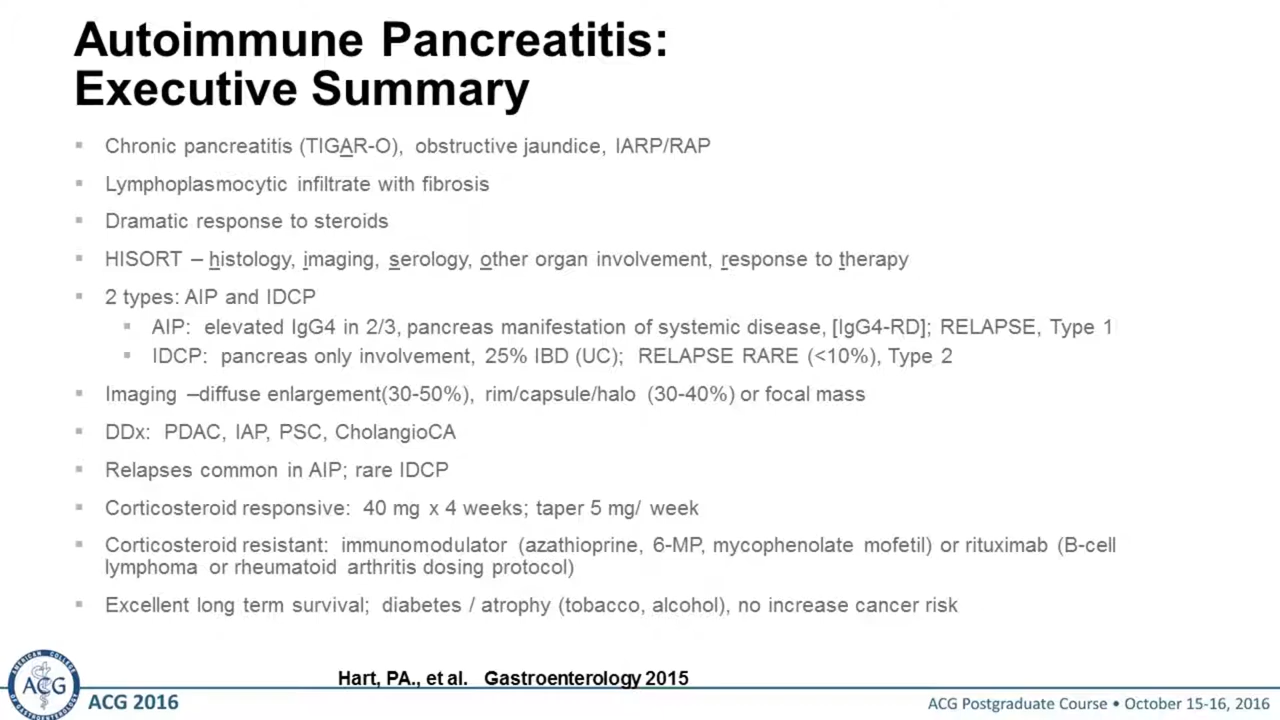 Autoimmune Pancreatitis:
Executive Summary
▪ Chronic pancreatitis (TIGAR-O), obstructive jaundice, IARP/RAP
▪ Lymphoplasmocytic infiltrate with fibrosis
▪ Dramatic response to steroids
▪ HISORT – histology, imaging, serology, other organ involvement, response to therapy
▪ 2 types: AIP and IDCP
▪ AIP: elevated IgG4 in 2/3, pancreas manifestation of systemic disease, [IgG4-RD]; RELAPSE, Type 1
▪ IDCP: pancreas only involvement, 25% IBD (UC); RELAPSE RARE (<10%), Type 2
▪ Imaging –diffuse enlargement(30-50%), rim/capsule/halo (30-40%) or focal mass
▪ DDx: PDAC, IAP, PSC, CholangioCA
▪ Relapses common in AIP; rare IDCP
▪ Corticosteroid responsive: 40 mg x 4 weeks; taper 5 mg/ week
▪ Corticosteroid resistant: immunomodulator (azathioprine, 6-MP, mycophenolate mofetil) or rituximab (B-cell
lymphoma or rheumatoid arthritis dosing protocol)
▪ Excellent long term survival; diabetes / atrophy (tobacco, alcohol), no increase cancer risk
Hart, PA., et al. Gastroenterology 2015
AMERICAN COLLEGE OF GASTROENTEROLOGY
ACG
ACG 2016
ACG Postgraduate Course • October 15-16, 2016